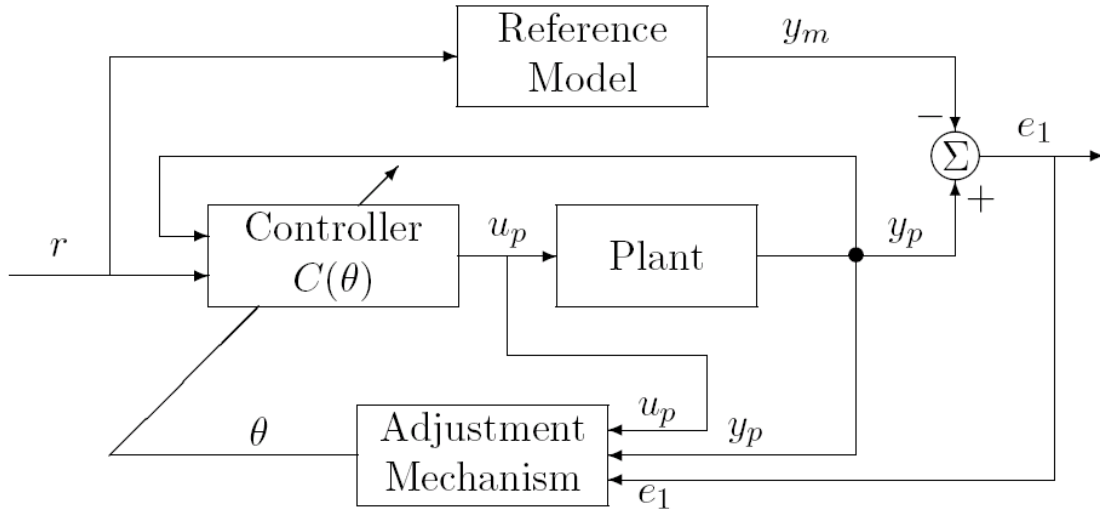 Reference
Model
y_m
−
e_1
Σ
+
Controller
C(θ)
r
u_p
Plant
y_p
u_p
θ
Adjustment
Mechanism
y_p
e_1